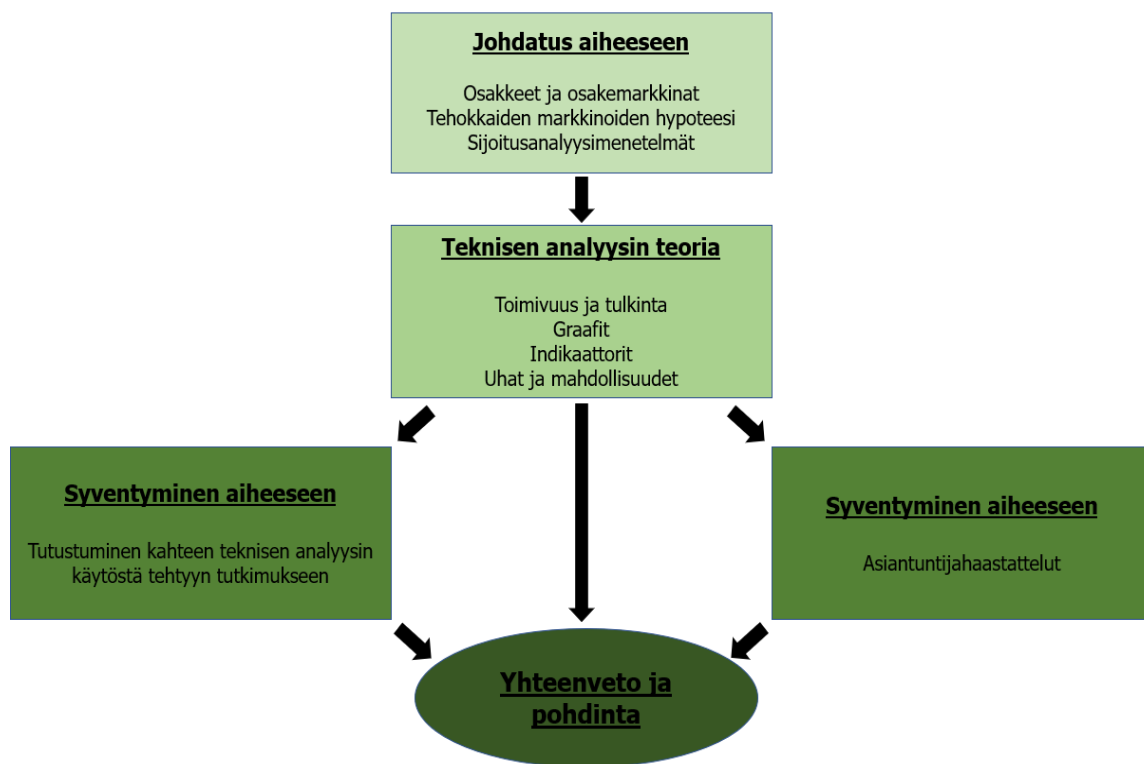 Johdatus aiheeseen
Osakkeet ja osakemarkkinat
Tehokkaiden markkinoiden hypoteesi
Sijoitusanalyysimenetelmät
Teknisen analyysin teoria
Toimivuus ja tulkinta
Graafit
Indikaattorit
Uhat ja mahdollisuudet
Syventyminen aiheeseen
Tutustuminen kahteen teknisen analyysin
käytöstä tehtyyn tutkimukseen
Syventyminen aiheeseen
Asiantuntijahaastattelut
Yhteenveto ja
pohdinta